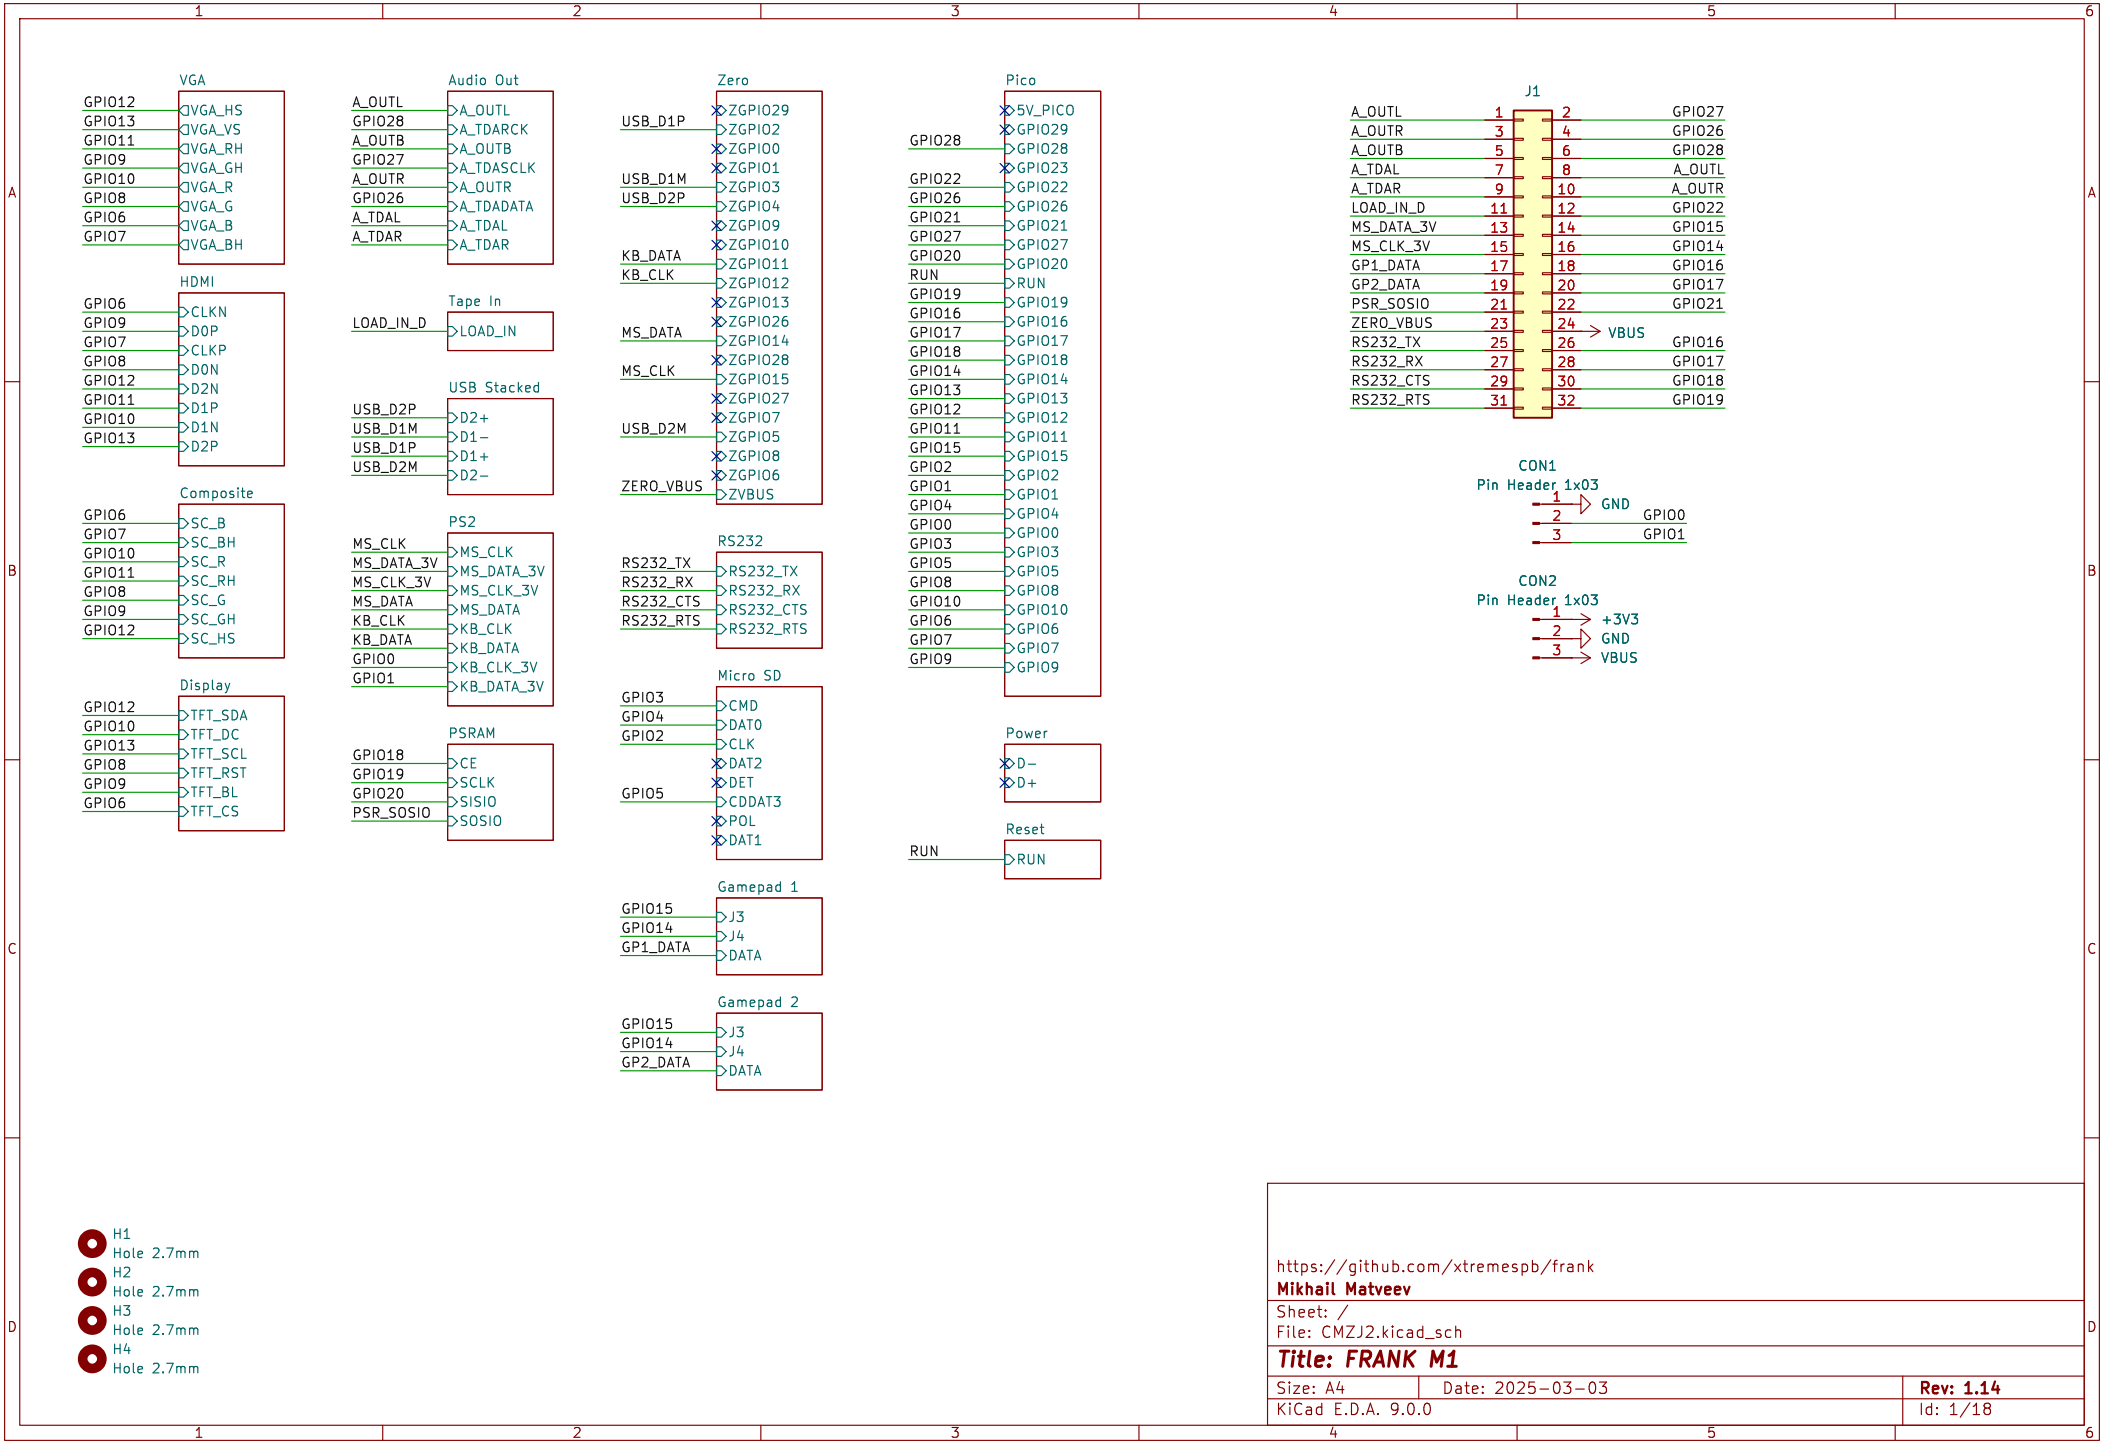 1 2 3 4 5 6
A
B
C
D
VGA
GPIO12 VGA_HS
GPIO13 VGA_VS
GPIO11 VGA_RH
GPIO9 VGA_GH
GPIO10 VGA_R
GPIO8 VGA_G
GPIO6 VGA_B
GPIO7 VGA_BH
HDMI
GPIO6 CLKN
GPIO9 D0P
GPIO7 CLKP
GPIO8 D0N
GPIO12 D2N
GPIO11 D1P
GPIO10 D1N
GPIO13 D2P
Composite
GPIO6 SC_B
GPIO7 SC_BH
GPIO10 SC_R
GPIO11 SC_RH
GPIO8 SC_G
GPIO9 SC_GH
GPIO12 SC_HS
Display
GPIO12 TFT_SDA
GPIO10 TFT_DC
GPIO13 TFT_SCL
GPIO8 TFT_RST
GPIO9 TFT_BL
GPIO6 TFT_CS
Audio Out
A_OUTL A_OUTL
GPIO28 A_TDARCK
A_OUTB A_OUTB
GPIO27 A_TDASCLK
A_OUTR A_OUTR
GPIO26 A_TDADATA
A_TDAL A_TDAL
A_TDAR A_TDAR
Tape In
LOAD_IN_D LOAD_IN
USB Stacked
USB_D2P D2+
USB_D1M D1-
USB_D1P D1+
USB_D2M D2-
PS2
MS_CLK MS_CLK
MS_DATA_3V MS_DATA_3V
MS_CLK_3V MS_CLK_3V
MS_DATA MS_DATA
KB_CLK KB_CLK
KB_DATA KB_DATA
GPIO0 KB_CLK_3V
GPIO1 KB_DATA_3V
PSRAM
GPIO18 CE
GPIO19 SCLK
GPIO20 SISIO
PSR_SOSIO SOSIO
Zero
ZGPIO29
USB_D1P ZGPIO2
ZGPIO0
ZGPIO1
USB_D1M ZGPIO3
USB_D2P ZGPIO4
ZGPIO9
ZGPIO10
KB_DATA ZGPIO11
KB_CLK ZGPIO12
ZGPIO13
ZGPIO26
MS_DATA ZGPIO14
ZGPIO28
MS_CLK ZGPIO15
ZGPIO27
ZGPIO7
USB_D2M ZGPIO5
ZGPIO8
ZGPIO6
ZERO_VBUS ZVBUS
RS232
RS232_TX RS232_TX
RS232_RX RS232_RX
RS232_CTS RS232_CTS
RS232_RTS RS232_RTS
Micro SD
GPIO3 CMD
GPIO4 DAT0
GPIO2 CLK
DAT2
DET
GPIO5 CDDAT3
POL
DAT1
Gamepad 1
GPIO15 J3
GPIO14 J4
GP1_DATA DATA
Gamepad 2
GPIO15 J3
GPIO14 J4
GP2_DATA DATA
Pico
5V_PICO
GPIO29
GPIO28 GPIO28
GPIO23
GPIO22 GPIO22
GPIO26 GPIO26
GPIO21 GPIO21
GPIO27 GPIO27
GPIO20 GPIO20
RUN RUN
GPIO19 GPIO19
GPIO16 GPIO16
GPIO17 GPIO17
GPIO18 GPIO18
GPIO14 GPIO14
GPIO13 GPIO13
GPIO12 GPIO12
GPIO11 GPIO11
GPIO15 GPIO15
GPIO2 GPIO2
GPIO1 GPIO1
GPIO4 GPIO4
GPIO0 GPIO0
GPIO3 GPIO3
GPIO5 GPIO5
GPIO8 GPIO8
GPIO10 GPIO10
GPIO6 GPIO6
GPIO7 GPIO7
GPIO9 GPIO9
Power
D-
D+
Reset
RUN RUN
J1
A_OUTL 1 2 GPIO27
A_OUTR 3 4 GPIO26
A_OUTB 5 6 GPIO28
A_TDAL 7 8 A_OUTL
A_TDAR 9 10 A_OUTR
LOAD_IN_D 11 12 GPIO22
MS_DATA_3V 13 14 GPIO15
MS_CLK_3V 15 16 GPIO14
GP1_DATA 17 18 GPIO16
GP2_DATA 19 20 GPIO17
PSR_SOSIO 21 22 GPIO21
ZERO_VBUS 23 24 VBUS
RS232_TX 25 26 GPIO16
RS232_RX 27 28 GPIO17
RS232_CTS 29 30 GPIO18
RS232_RTS 31 32 GPIO19
CON1
Pin Header 1x03
1 GND
2 GPIO0
3 GPIO1
CON2
Pin Header 1x03
1 +3V3
2 GND
3 VBUS
H1
Hole 2.7mm
H2
Hole 2.7mm
H3
Hole 2.7mm
H4
Hole 2.7mm
https://github.com/xtremespb/frank
Mikhail Matveev
Sheet: /
File: CMZJ2.kicad_sch
Title: FRANK M1
Size: A4 Date: 2025-03-03 Rev: 1.14
KiCad E.D.A. 9.0.0 Id: 1/18
A
B
C
D
1 2 3 4 5 6